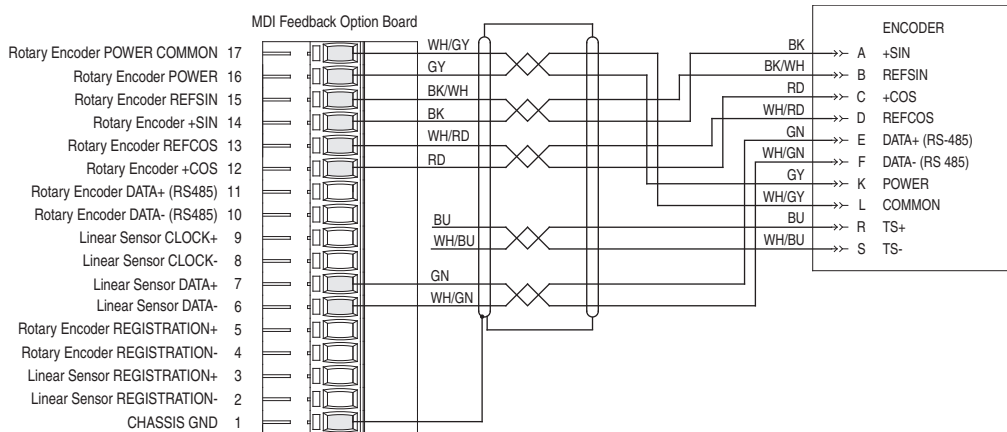 MDI Feedback Option Board
Rotary Encoder POWER COMMON 17
Rotary Encoder POWER 16
Rotary Encoder REFSIN 15
Rotary Encoder +SIN 14
Rotary Encoder REFCOS 13
Rotary Encoder +COS 12
Rotary Encoder DATA+ (RS485) 11
Rotary Encoder DATA- (RS485) 10
Linear Sensor CLOCK+ 9
Linear Sensor CLOCK- 8
Linear Sensor DATA+ 7
Linear Sensor DATA- 6
Rotary Encoder REGISTRATION+ 5
Rotary Encoder REGISTRATION- 4
Linear Sensor REGISTRATION+ 3
Linear Sensor REGISTRATION- 2
CHASSIS GND 1
WH/GY
GY
BK/WH
BK
WH/RD
RD
BU
WH/BU
GN
WH/GN
ENCODER
BK A +SIN
BK/WH B REFSIN
RD C +COS
WH/RD D REFCOS
GN E DATA+ (RS-485)
WH/GN F DATA- (RS 485)
GY K POWER
WH/GY L COMMON
BU R TS+
WH/BU S TS-